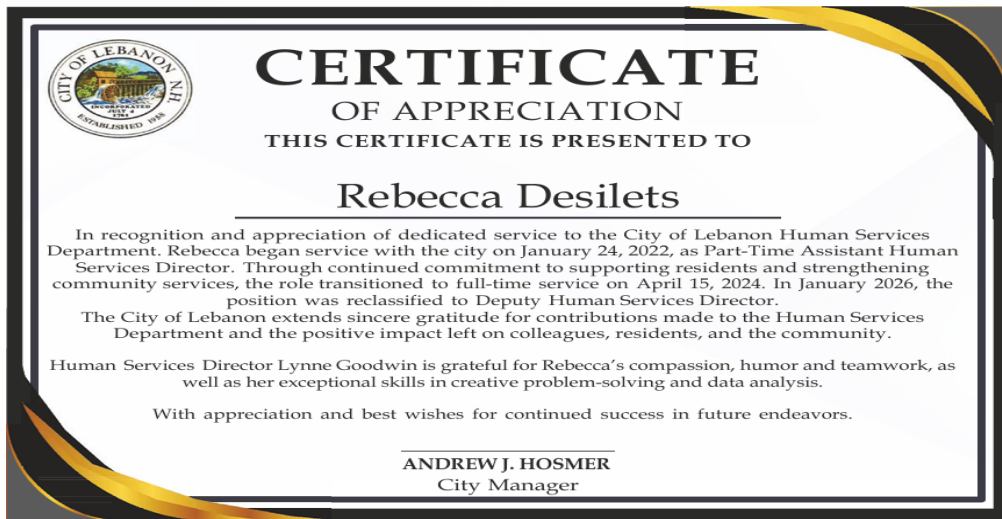 CITY OF LEBANON N.H.
INCORPORATED
JULY 4
1761
ESTABLISHED 1958
CERTIFICATE
OF APPRECIATION
THIS CERTIFICATE IS PRESENTED TO
Rebecca Desilets
In recognition and appreciation of dedicated service to the City of Lebanon Human Services
Department. Rebecca began service with the city on January 24, 2022, as Part-Time Assistant Human
Services Director. Through continued commitment to supporting residents and strengthening
community services, the role transitioned to full-time service on April 15, 2024. In January 2026, the
position was reclassified to Deputy Human Services Director.
The City of Lebanon extends sincere gratitude for contributions made to the Human Services
Department and the positive impact left on colleagues, residents, and the community.
Human Services Director Lynne Goodwin is grateful for Rebecca’s compassion, humor and teamwork, as
well as her exceptional skills in creative problem-solving and data analysis.
With appreciation and best wishes for continued success in future endeavors.
ANDREW J. HOSMER
City Manager